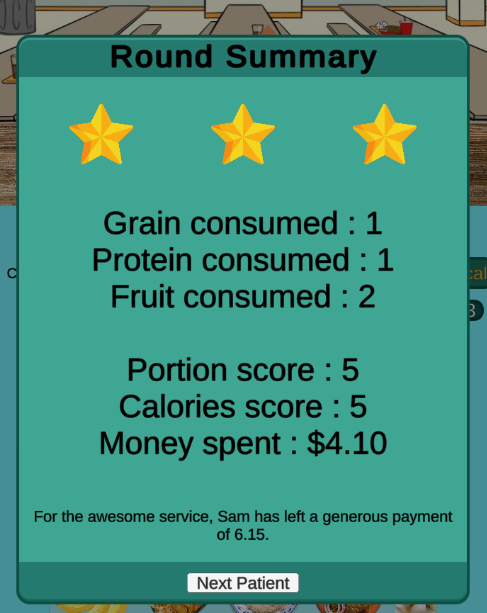 Round Summary
Grain consumed : 1
Protein consumed : 1
Fruit consumed : 2
Portion score : 5
Calories score : 5
Money spent : $4.10
For the awesome service, Sam has left a generous payment
of 6.15.
Next Patient